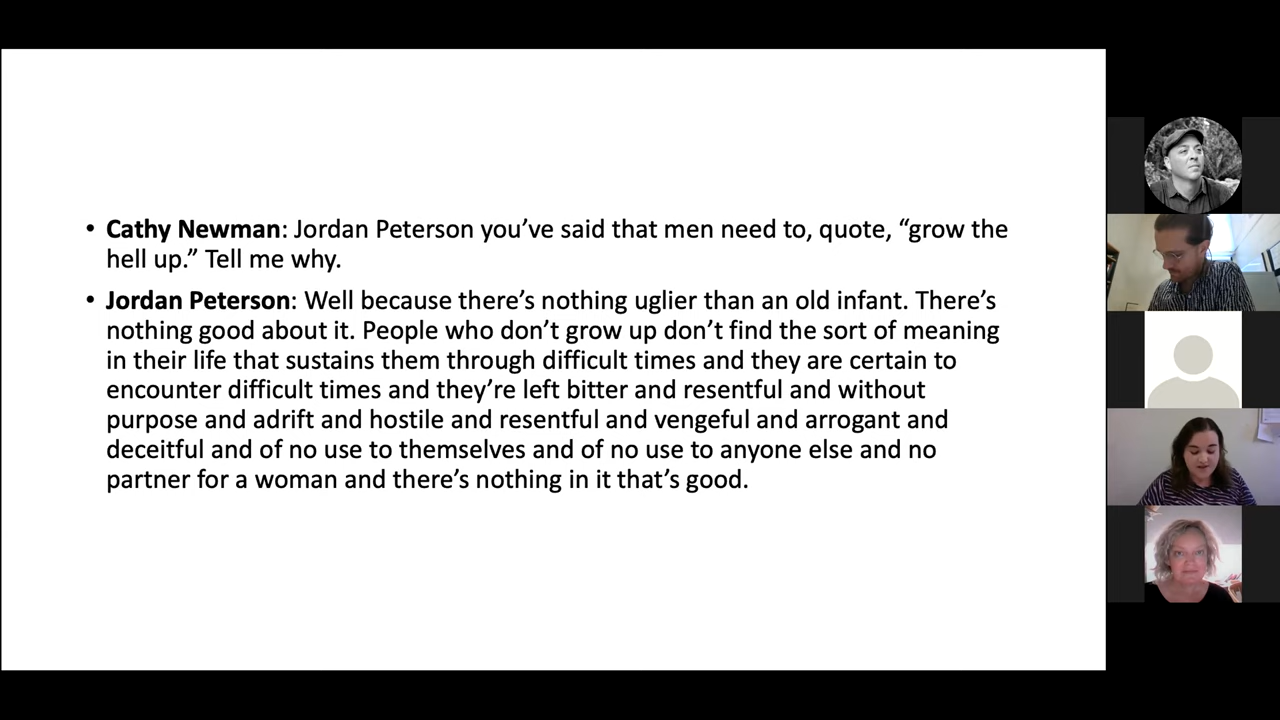 • Cathy Newman: Jordan Peterson you’ve said that men need to, quote, “grow the
hell up.” Tell me why.
• Jordan Peterson: Well because there’s nothing uglier than an old infant. There’s
nothing good about it. People who don’t grow up don’t find the sort of meaning
in their life that sustains them through difficult times and they are certain to
encounter difficult times and they’re left bitter and resentful and without
purpose and adrift and hostile and resentful and vengeful and arrogant and
deceitful and of no use to themselves and of no use to anyone else and no
partner for a woman and there’s nothing in it that’s good.